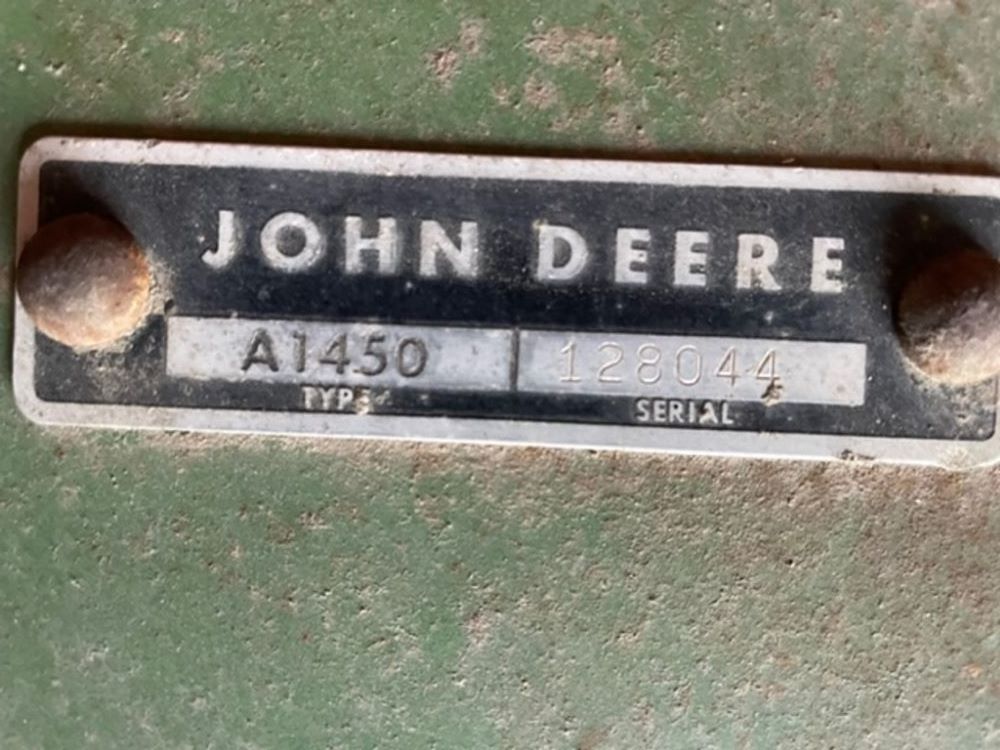 JOHN DEERE
A1450 128044
TYPE SERIAL